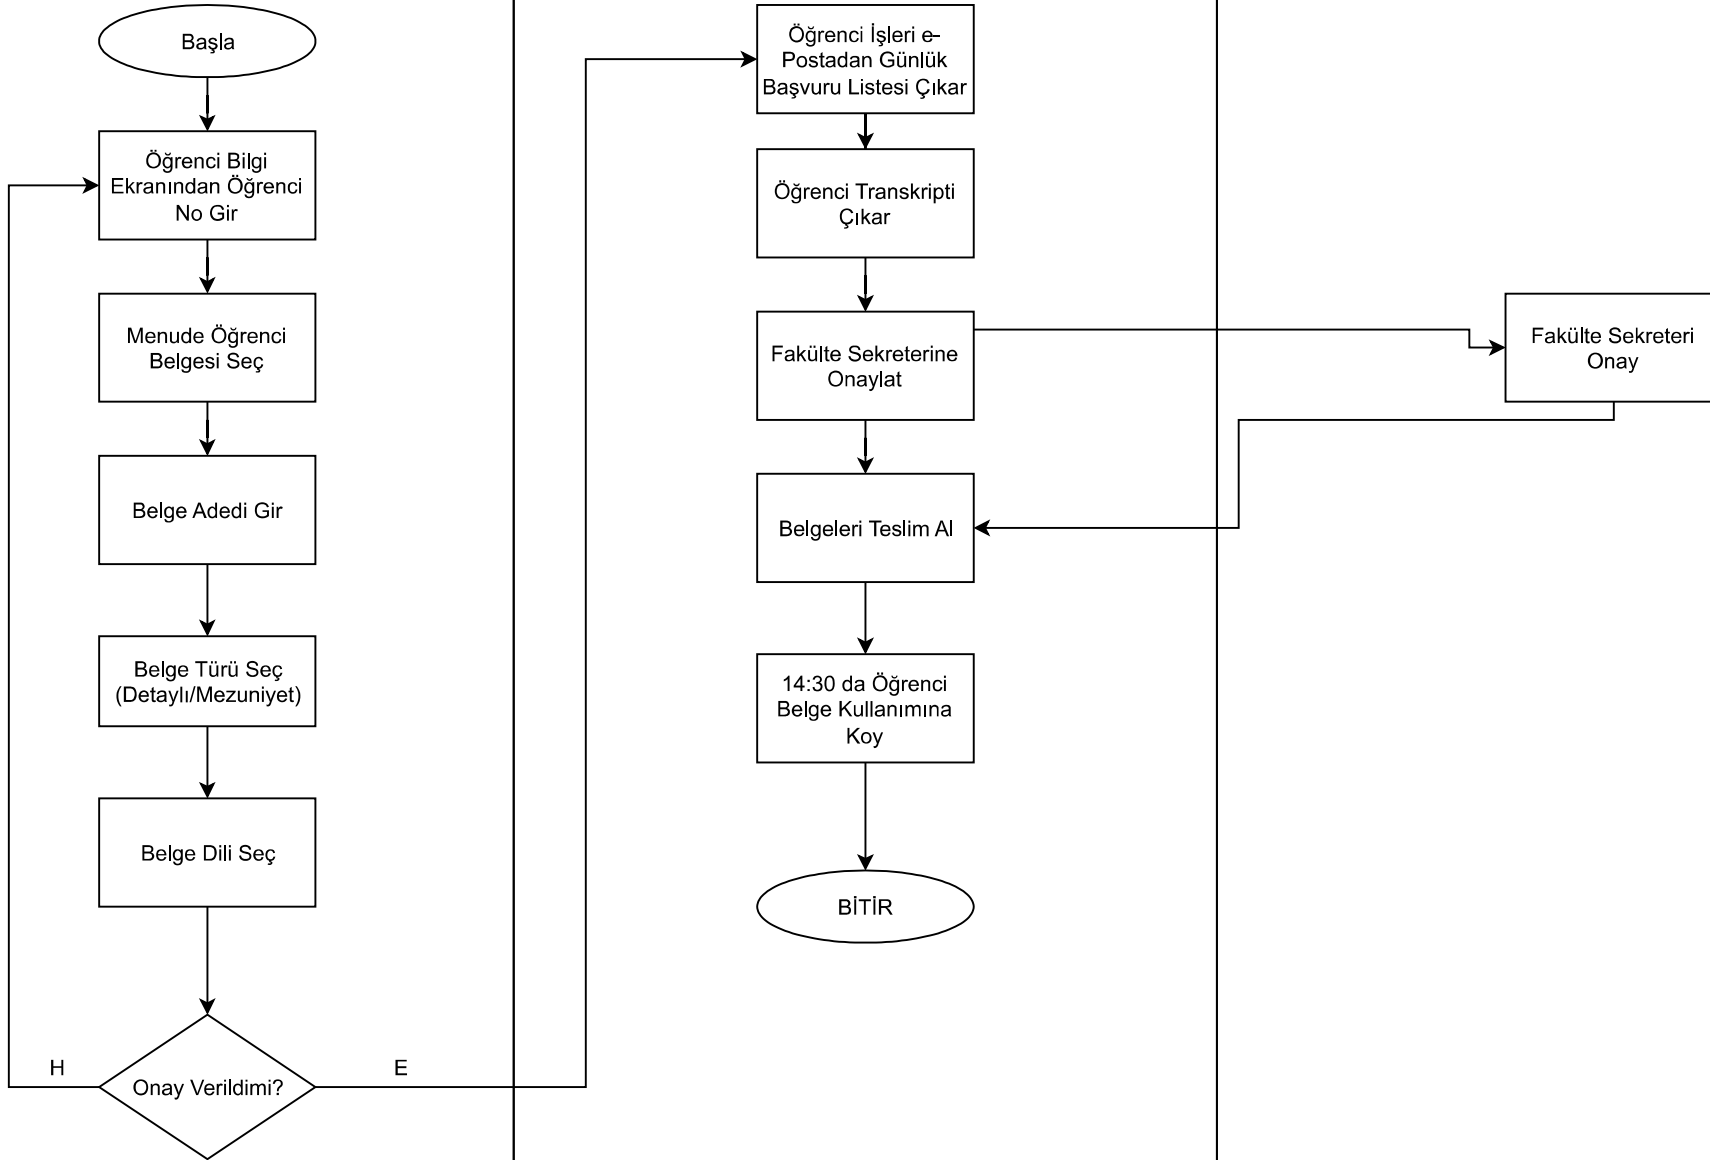 Başla
Öğrenci Bilgi
Ekranından Öğrenci
No Gir
Menude Öğrenci
Belgesi Seç
Belge Adedi Gir
Belge Türü Seç
(Detaylı/Mezuniyet)
Belge Dili Seç
Onay Verildimi?
H
E
Öğrenci İşleri e-
Postadan Günlük
Başvuru Listesi Çıkar
Öğrenci Transkripti
Çıkar
Fakülte Sekreterine
Onaylat
Belgeleri Teslim Al
14:30 da Öğrenci
Belge Kullanımına
Koy
BİTİR
Fakülte Sekreteri
Onay